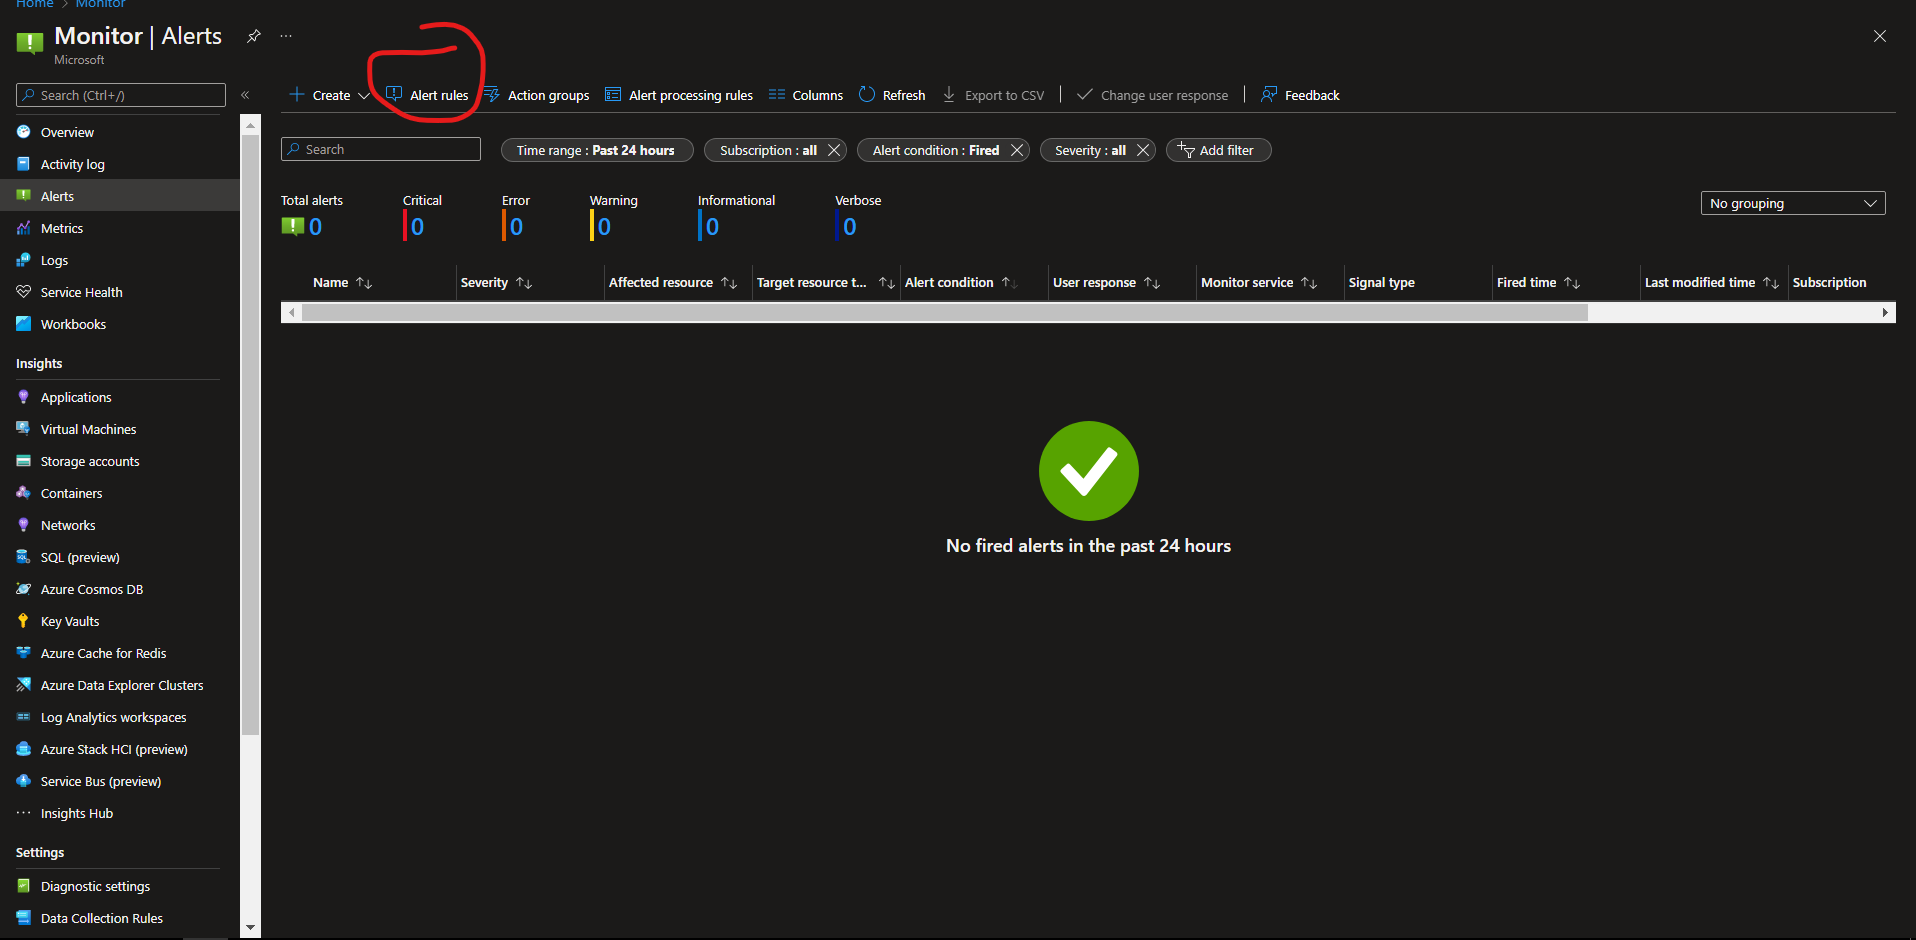 Home > Monitor
Monitor | Alerts
Microsoft
Search (Ctrl+/)
Overview
Activity log
Alerts
Metrics
Logs
Service Health
Workbooks
Insights
Applications
Virtual Machines
Storage accounts
Containers
Networks
SQL (preview)
Azure Cosmos DB
Key Vaults
Azure Cache for Redis
Azure Data Explorer Clusters
Log Analytics workspaces
Azure Stack HCI (preview)
Service Bus (preview)
Insights Hub
Settings
Diagnostic settings
Data Collection Rules
Create Alert rules Action groups Alert processing rules Columns Refresh Export to CSV Change user response Feedback
Search Time range : Past 24 hours Subscription : all Alert condition : Fired Severity : all Add filter
Total alerts Critical Error Warning Informational Verbose
0 0 0 0 0 0
No grouping
Name Severity Affected resource Target resource t... Alert condition User response Monitor service Signal type Fired time Last modified time Subscription
No fired alerts in the past 24 hours